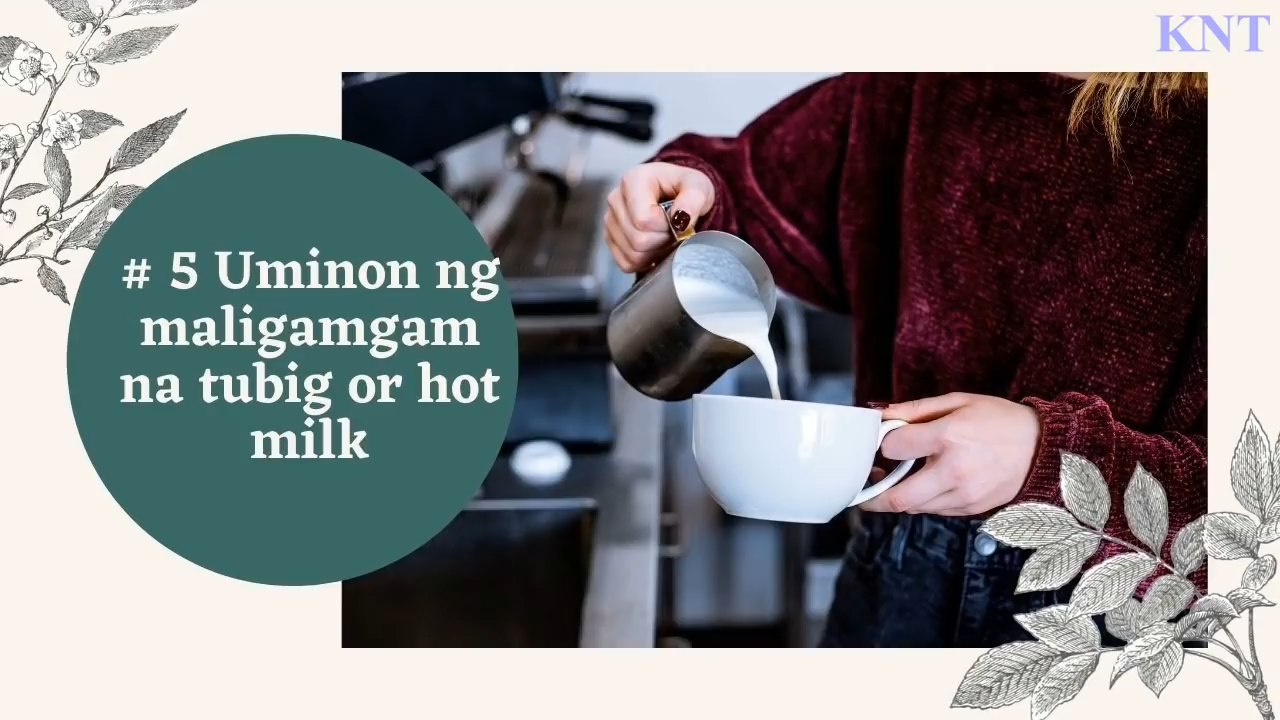 KNT
# 5 Uminon ng
maligamgam
na tubig or hot
milk